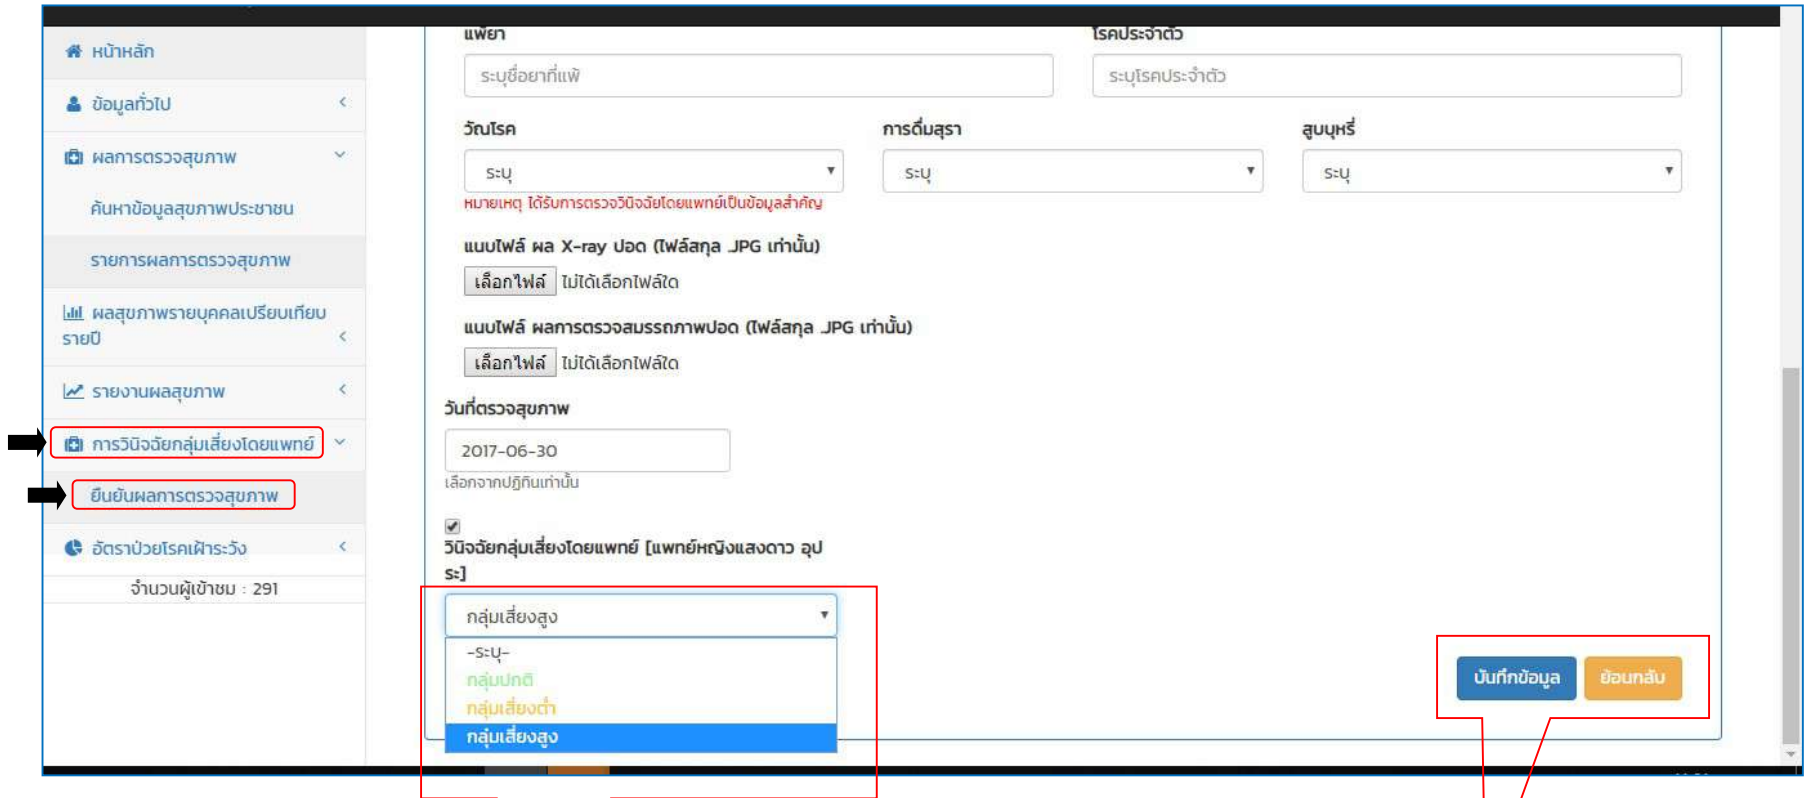 หน้าหลัก
ข้อมูลทั่วไป
ผลการตรวจสุขภาพ
ค้นหาข้อมูลสุขภาพประชาชน
รายการผลการตรวจสุขภาพ
ผลสุขภาพรายบุคคลเปรียบเทียบ
รายปี
รายงานผลสุขภาพ
การวินิจฉัยกลุ่มเสี่ยงโดยแพทย์
ยืนยันผลการตรวจสุขภาพ
อัตราป่วยโรคเฝ้าระวัง
จำนวนผู้เข้าชม : 291
แพ้ยา
โรคประจำตัว
ระบุชื่อยาที่แพ้
ระบุโรคประจำตัว
วัณโรค
การดื่มสุรา
สูบบุหรี่
ระบุ
ระบุ
ระบุ
หมายเหตุ ได้รับการตรวจวินิจฉัยโดยแพทย์เป็นข้อมูลสำคัญ
แนบไฟล์ ผล X-ray ปอด (ไฟล์สกุล .JPG เท่านั้น)
เลือกไฟล์ ไม่ได้เลือกไฟล์ใด
แนบไฟล์ ผลการตรวจสมรรถภาพปอด (ไฟล์สกุล .JPG เท่านั้น)
เลือกไฟล์ ไม่ได้เลือกไฟล์ใด
วันที่ตรวจสุขภาพ
2017-06-30
เลือกจากปฏิทินเท่านั้น
วินิจฉัยกลุ่มเสี่ยงโดยแพทย์ [แพทย์หญิงแสงดาว อุป
ระ]
กลุ่มเสี่ยงสูง
-ระบุ-
กลุ่มปกติ
กลุ่มเสี่ยงต่ำ
กลุ่มเสี่ยงสูง
บันทึกข้อมูล
ย้อนกลับ